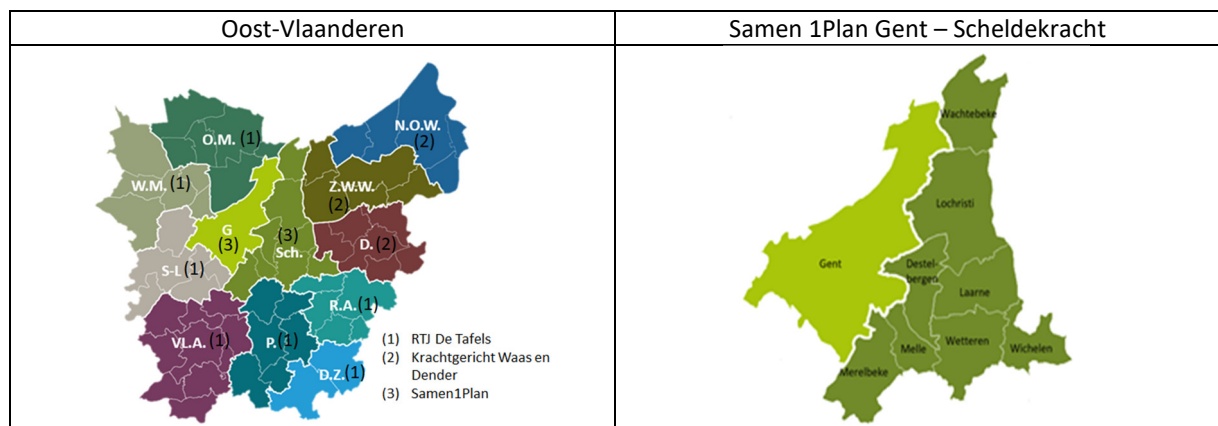 Oost-Vlaanderen
Samen 1Plan Gent – Scheldekracht
O.M. (1)
N.O.W.
(2)
W.M. (1)
Z.W.W.
(2)
G
(3)
(3)
Sch.
D. (2)
S-L (1)
R.A. (1)
VL.A. (1)
P. (1)
D.Z. (1)
(1) RTJ De Tafels
(2) Krachtgericht Waas en
Dender
(3) Samen1Plan
Wachtebeke
Lochristi
Gent
Destel-
bergen
Laarne
Melle
Wetteren
Wichelen
Merelbeke